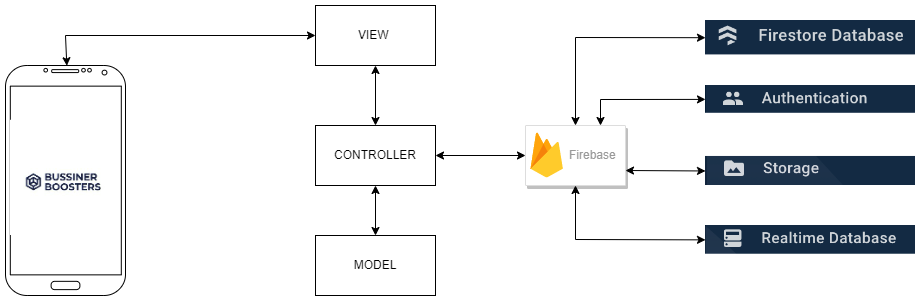 VIEW
Firestore Database
Authentication
BUSSINER
BOOSTERS
CONTROLLER
Firebase
Storage
Realtime Database
MODEL